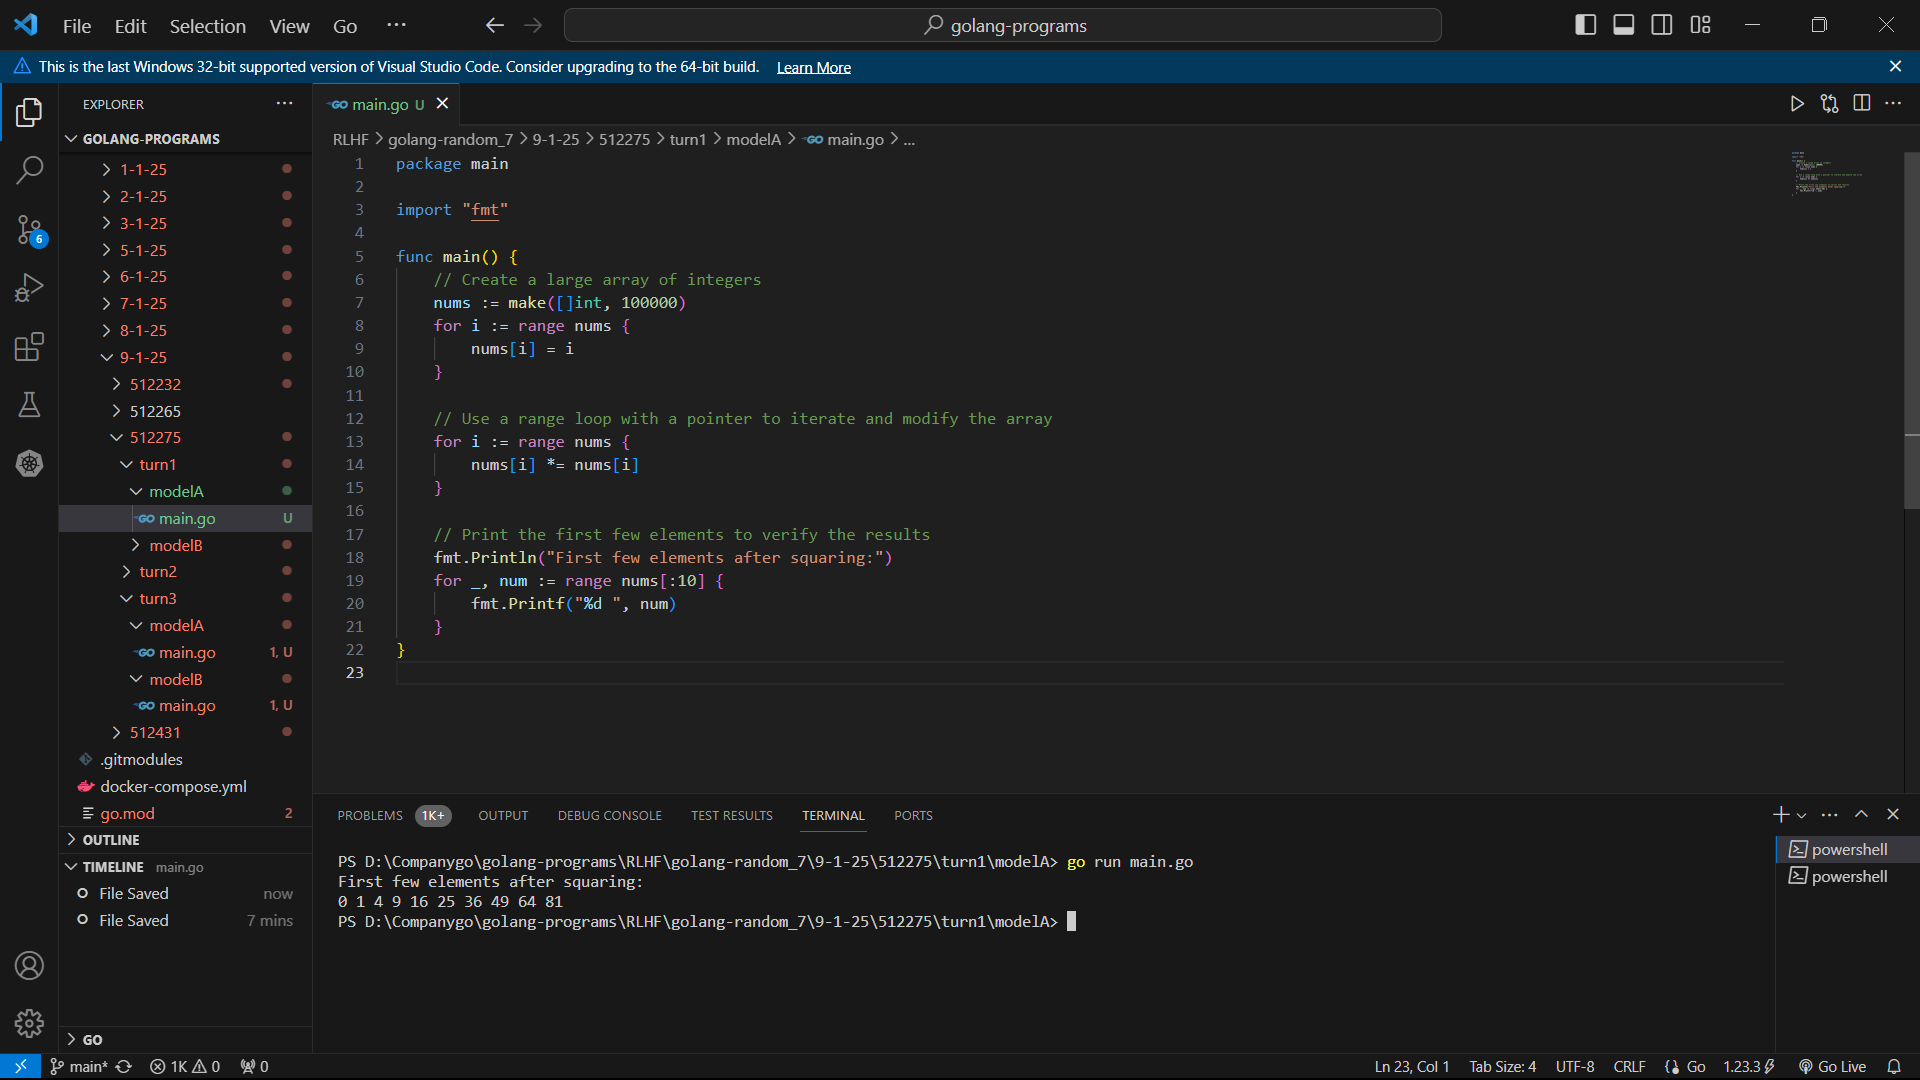 File Edit Selection View Go ··· golang-programs
This is the last Windows 32-bit supported version of Visual Studio Code. Consider upgrading to the 64-bit build. Learn More
EXPLORER
GOLANG-PROGRAMS
1-1-25
2-1-25
3-1-25
5-1-25
6-1-25
7-1-25
8-1-25
9-1-25
512232
512265
512275
turn1
modelA
main.go U
modelB
turn2
turn3
modelA
main.go 1, U
modelB
main.go 1, U
512431
.gitmodules
docker-compose.yml
go.mod 2
OUTLINE
TIMELINE main.go
File Saved now
File Saved 7 mins
GO
6
main.go U
RLHF > golang-random_7 > 9-1-25 > 512275 > turn1 > modelA > main.go > ...
1 package main
2
3 import "fmt"
4
5 func main() {
6 // Create a large array of integers
7 nums := make([]int, 100000)
8 for i := range nums {
9 nums[i] = i
10 }
11
12 // Use a range loop with a pointer to iterate and modify the array
13 for i := range nums {
14 nums[i] *= nums[i]
15 }
16
17 // Print the first few elements to verify the results
18 fmt.Println("First few elements after squaring:")
19 for _, num := range nums[:10] {
20 fmt.Printf("%d ", num)
21 }
22 }
23
PROBLEMS 1K+ OUTPUT DEBUG CONSOLE TEST RESULTS TERMINAL PORTS
PS D:\Companygo\golang-programs\RLHF\golang-random_7\9-1-25\512275\turn1\modelA> go run main.go
First few elements after squaring:
0 1 4 9 16 25 36 49 64 81
PS D:\Companygo\golang-programs\RLHF\golang-random_7\9-1-25\512275\turn1\modelA>
powershell
powershell
main* 1K 0 0 Ln 23, Col 1 Tab Size: 4 UTF-8 CRLF Go 1.23.3 Go Live